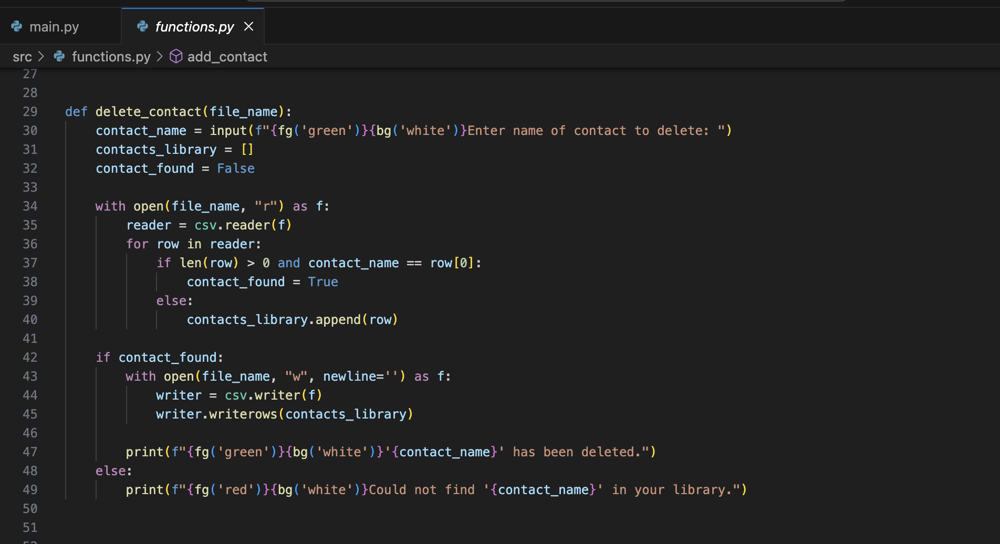 main.py
functions.py
src > functions.py > add_contact
27
28
29 def delete_contact(file_name):
30     contact_name = input(f"{fg('green')}{bg('white')}Enter name of contact to delete: ")
31     contacts_library = []
32     contact_found = False
33
34     with open(file_name, "r") as f:
35         reader = csv.reader(f)
36         for row in reader:
37             if len(row) > 0 and contact_name == row[0]:
38                 contact_found = True
39             else:
40                 contacts_library.append(row)
41
42     if contact_found:
43         with open(file_name, "w", newline='') as f:
44             writer = csv.writer(f)
45             writer.writerows(contacts_library)
46
47         print(f"{fg('green')}{bg('white')}'{contact_name}' has been deleted.")
48     else:
49         print(f"{fg('red')}{bg('white')}Could not find '{contact_name}' in your library.")
50
51